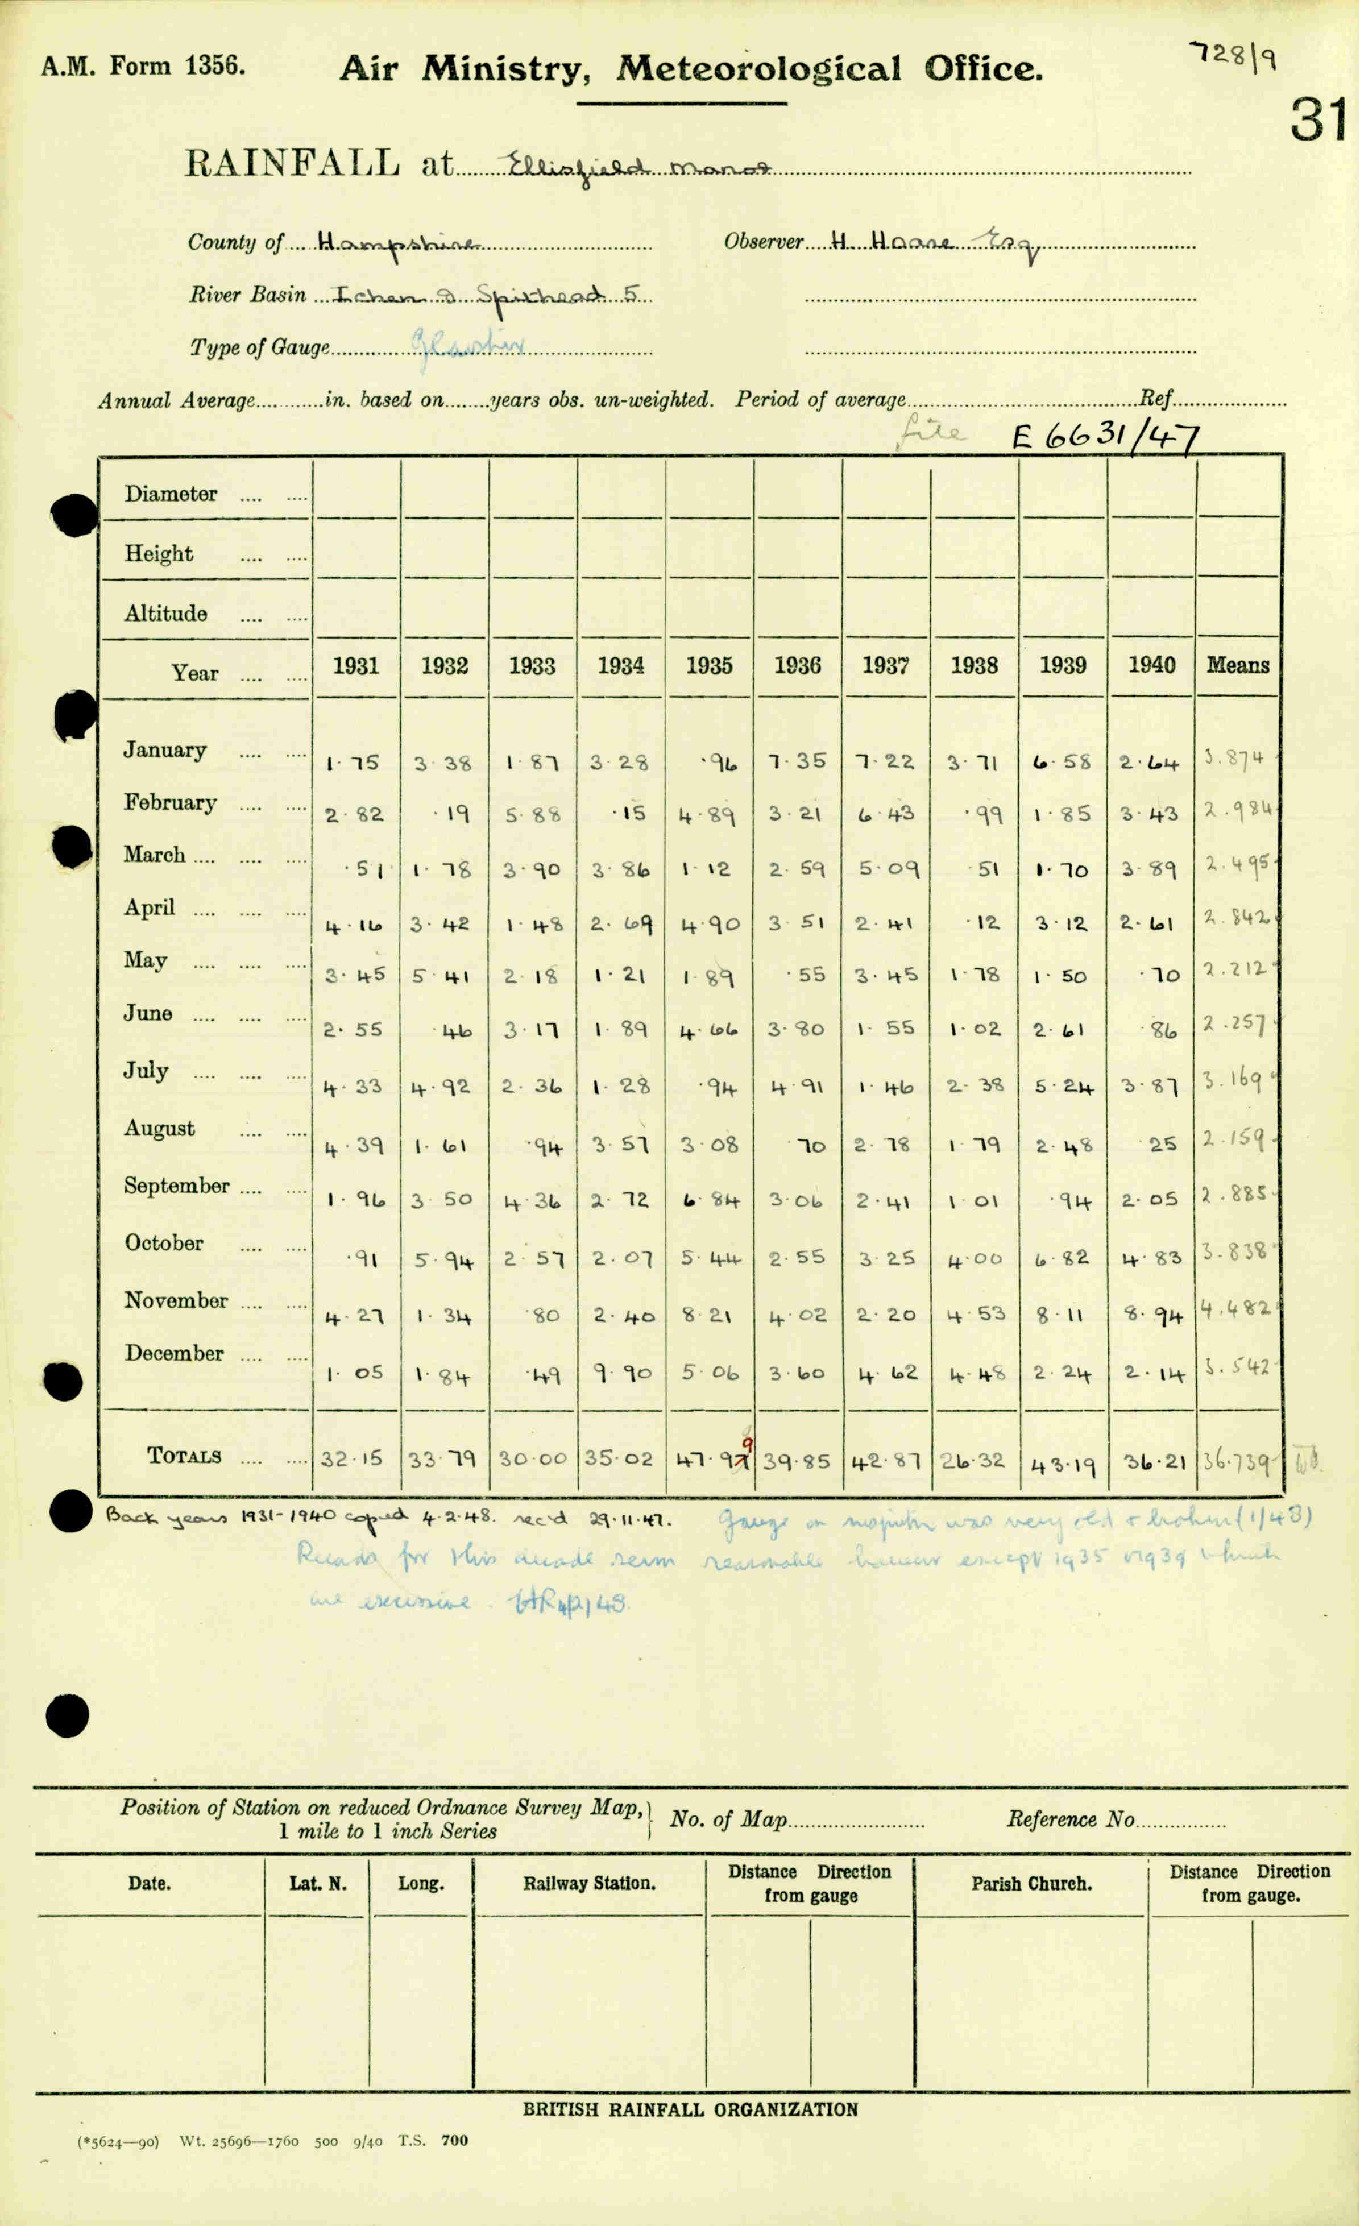 A.M. Form 1356. Air Ministry, Meteorological Office. 728/9
31
RAINFALL at Ellisfield Manor
County of Hampshire Observer H Hoare Esq
River Basin Itchen & Spithead 5
Type of Gauge Glaisher
Annual Average............in. based on........years obs. un-weighted. Period of average........Ref........
file E 6631/47
Diameter .... ....
Height .... ....
Altitude .... ....
Year .... .... 1931 1932 1933 1934 1935 1936 1937 1938 1939 1940 Means
January .... .... 1·75 3·38 1·87 3·28 ·96 7·35 7·22 3·71 6·58 2·64 3.874
February .... .... 2·82 ·19 5·88 ·15 4·89 3·21 6·43 ·99 1·85 3·43 2.984
March .... .... .... ·51 1·78 3·90 3·86 1·12 2·59 5·09 ·51 1·70 3·89 2.495
April .... .... .... 4·16 3·42 1·48 2·69 4·90 3·51 2·41 ·12 3·12 2·61 2.842
May .... .... .... 3·45 5·41 2·18 1·21 1·89 ·55 3·45 1·78 1·50 ·70 2.212
June .... .... .... 2·55 ·46 3·17 1·89 4·66 3·80 1·55 1·02 2·61 86 2.257
July .... .... .... 4·33 4·92 2·36 1·28 ·94 4·91 1·46 2·38 5·24 3·87 3.169
August .... .... 4·39 1·61 ·94 3·57 3·08 70 2·78 1·79 2·48 25 2.159
September .... .... 1·96 3·50 4·36 2·72 6·84 3·06 2·41 1·01 ·94 2·05 2.885
October .... .... ·91 5·94 2·57 2·07 5·44 2·55 3·25 4·00 6·82 4·83 3.838
November .... .... 4·27 1·34 ·80 2·40 8·21 4·02 2·20 4·53 8·11 8·94 4.482
December .... .... 1·05 1·84 ·49 9·90 5·06 3·60 4·62 4·48 2·24 2·14 3.542
TOTALS .... .... 32·15 33·79 30·00 35·02 47·97 9 39·85 42·87 26·32 43·19 36·21 36.739
Back years 1931-1940 copied 4·2·48. rec'd 29·11·47. Gauge on was very old & broken (1/48)
Records for this decade seem reasonable however except 1935 & 1939 which
are excessive.
Position of Station on reduced Ordnance Survey Map, No. of Map........ Reference No........
1 mile to 1 inch Series
Date. Lat. N. Long. Railway Station. Distance Direction from gauge Parish Church. Distance Direction from gauge.
BRITISH RAINFALL ORGANIZATION
(*5624—90) Wt. 25696—1760 500 9/40 T.S. 700